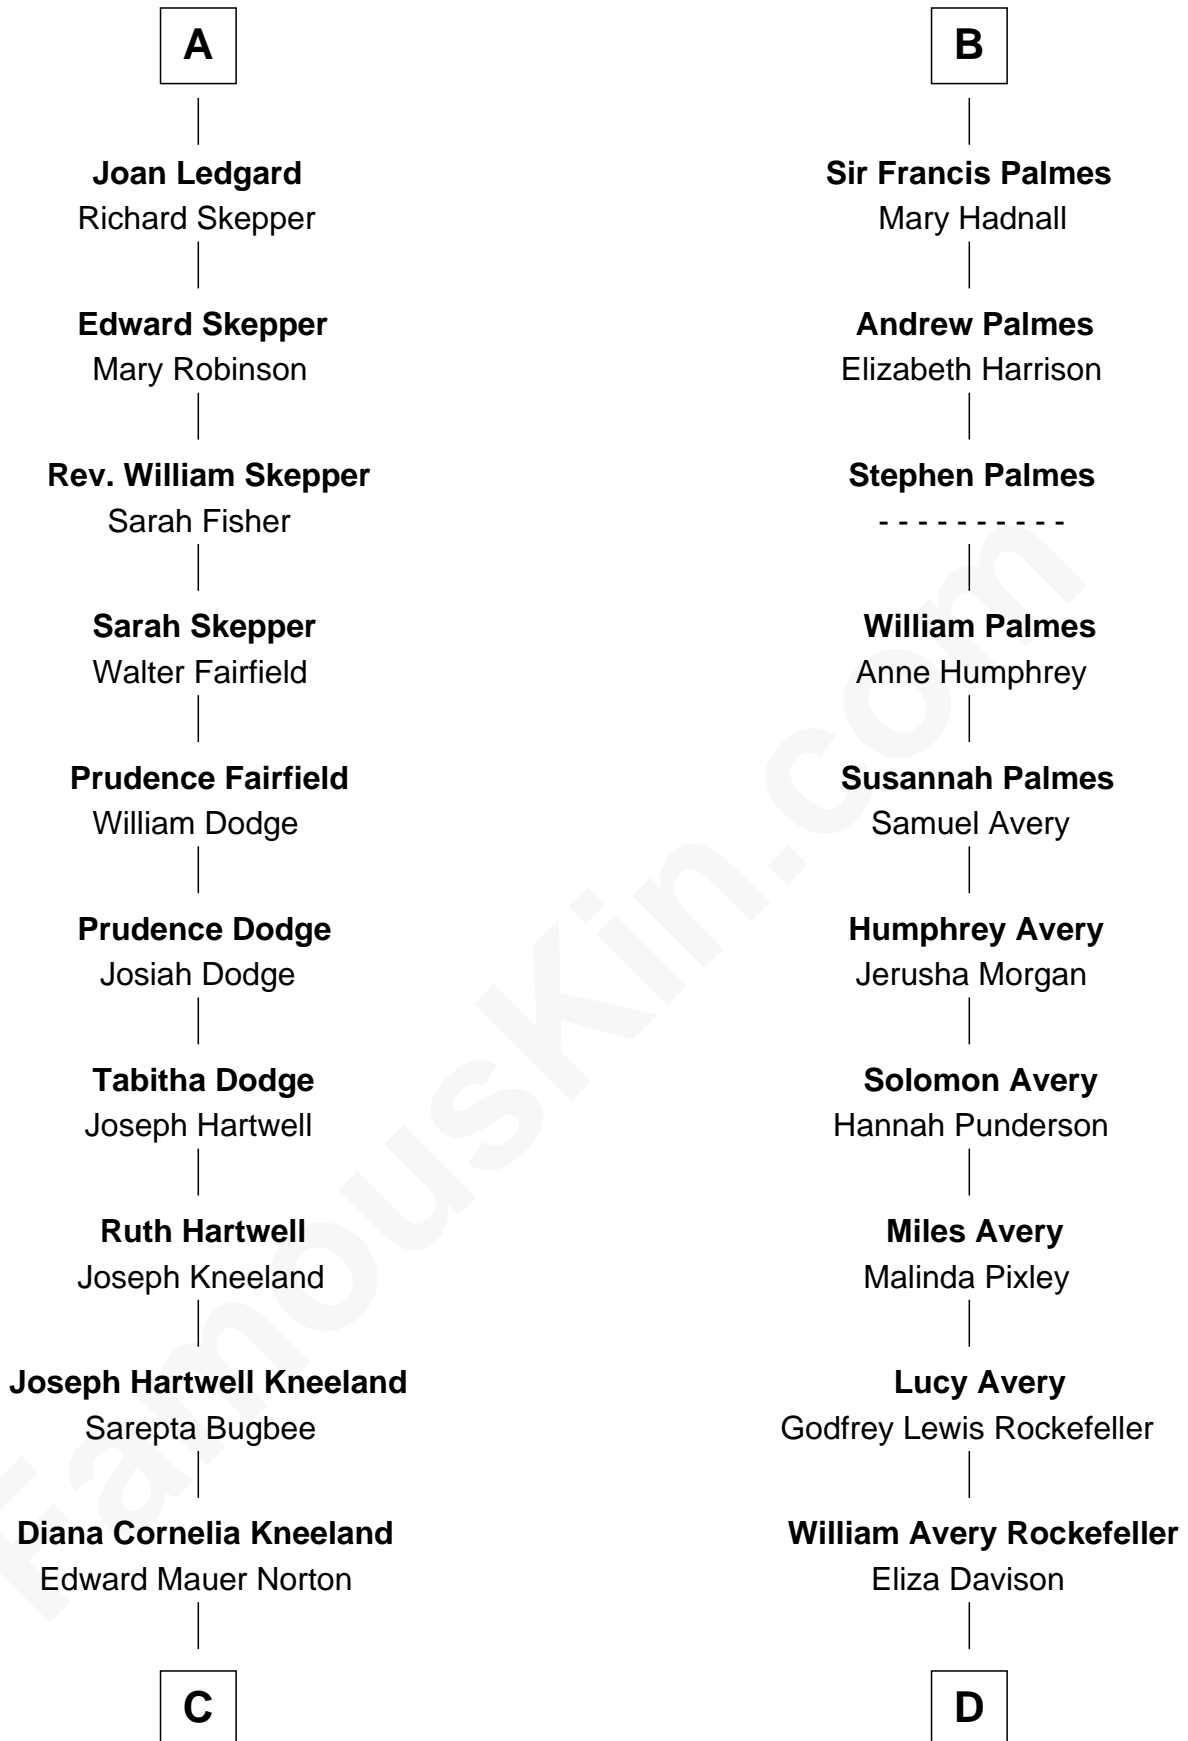 A
Joan Ledgard
Richard Skepper
Edward Skepper
Mary Robinson
Rev. William Skepper
Sarah Fisher
Sarah Skepper
Walter Fairfield
Prudence Fairfield
William Dodge
Prudence Dodge
Josiah Dodge
Tabitha Dodge
Joseph Hartwell
Ruth Hartwell
Joseph Kneeland
Joseph Hartwell Kneeland
Sarepta Bugbee
Diana Cornelia Kneeland
Edward Mauer Norton
C
B
Sir Francis Palmes
Mary Hadnall
Andrew Palmes
Elizabeth Harrison
Stephen Palmes
- - - - - - - - - -
William Palmes
Anne Humphrey
Susannah Palmes
Samuel Avery
Humphrey Avery
Jerusha Morgan
Solomon Avery
Hannah Punderson
Miles Avery
Malinda Pixley
Lucy Avery
Godfrey Lewis Rockefeller
William Avery Rockefeller
Eliza Davison
D
FamousKin.com